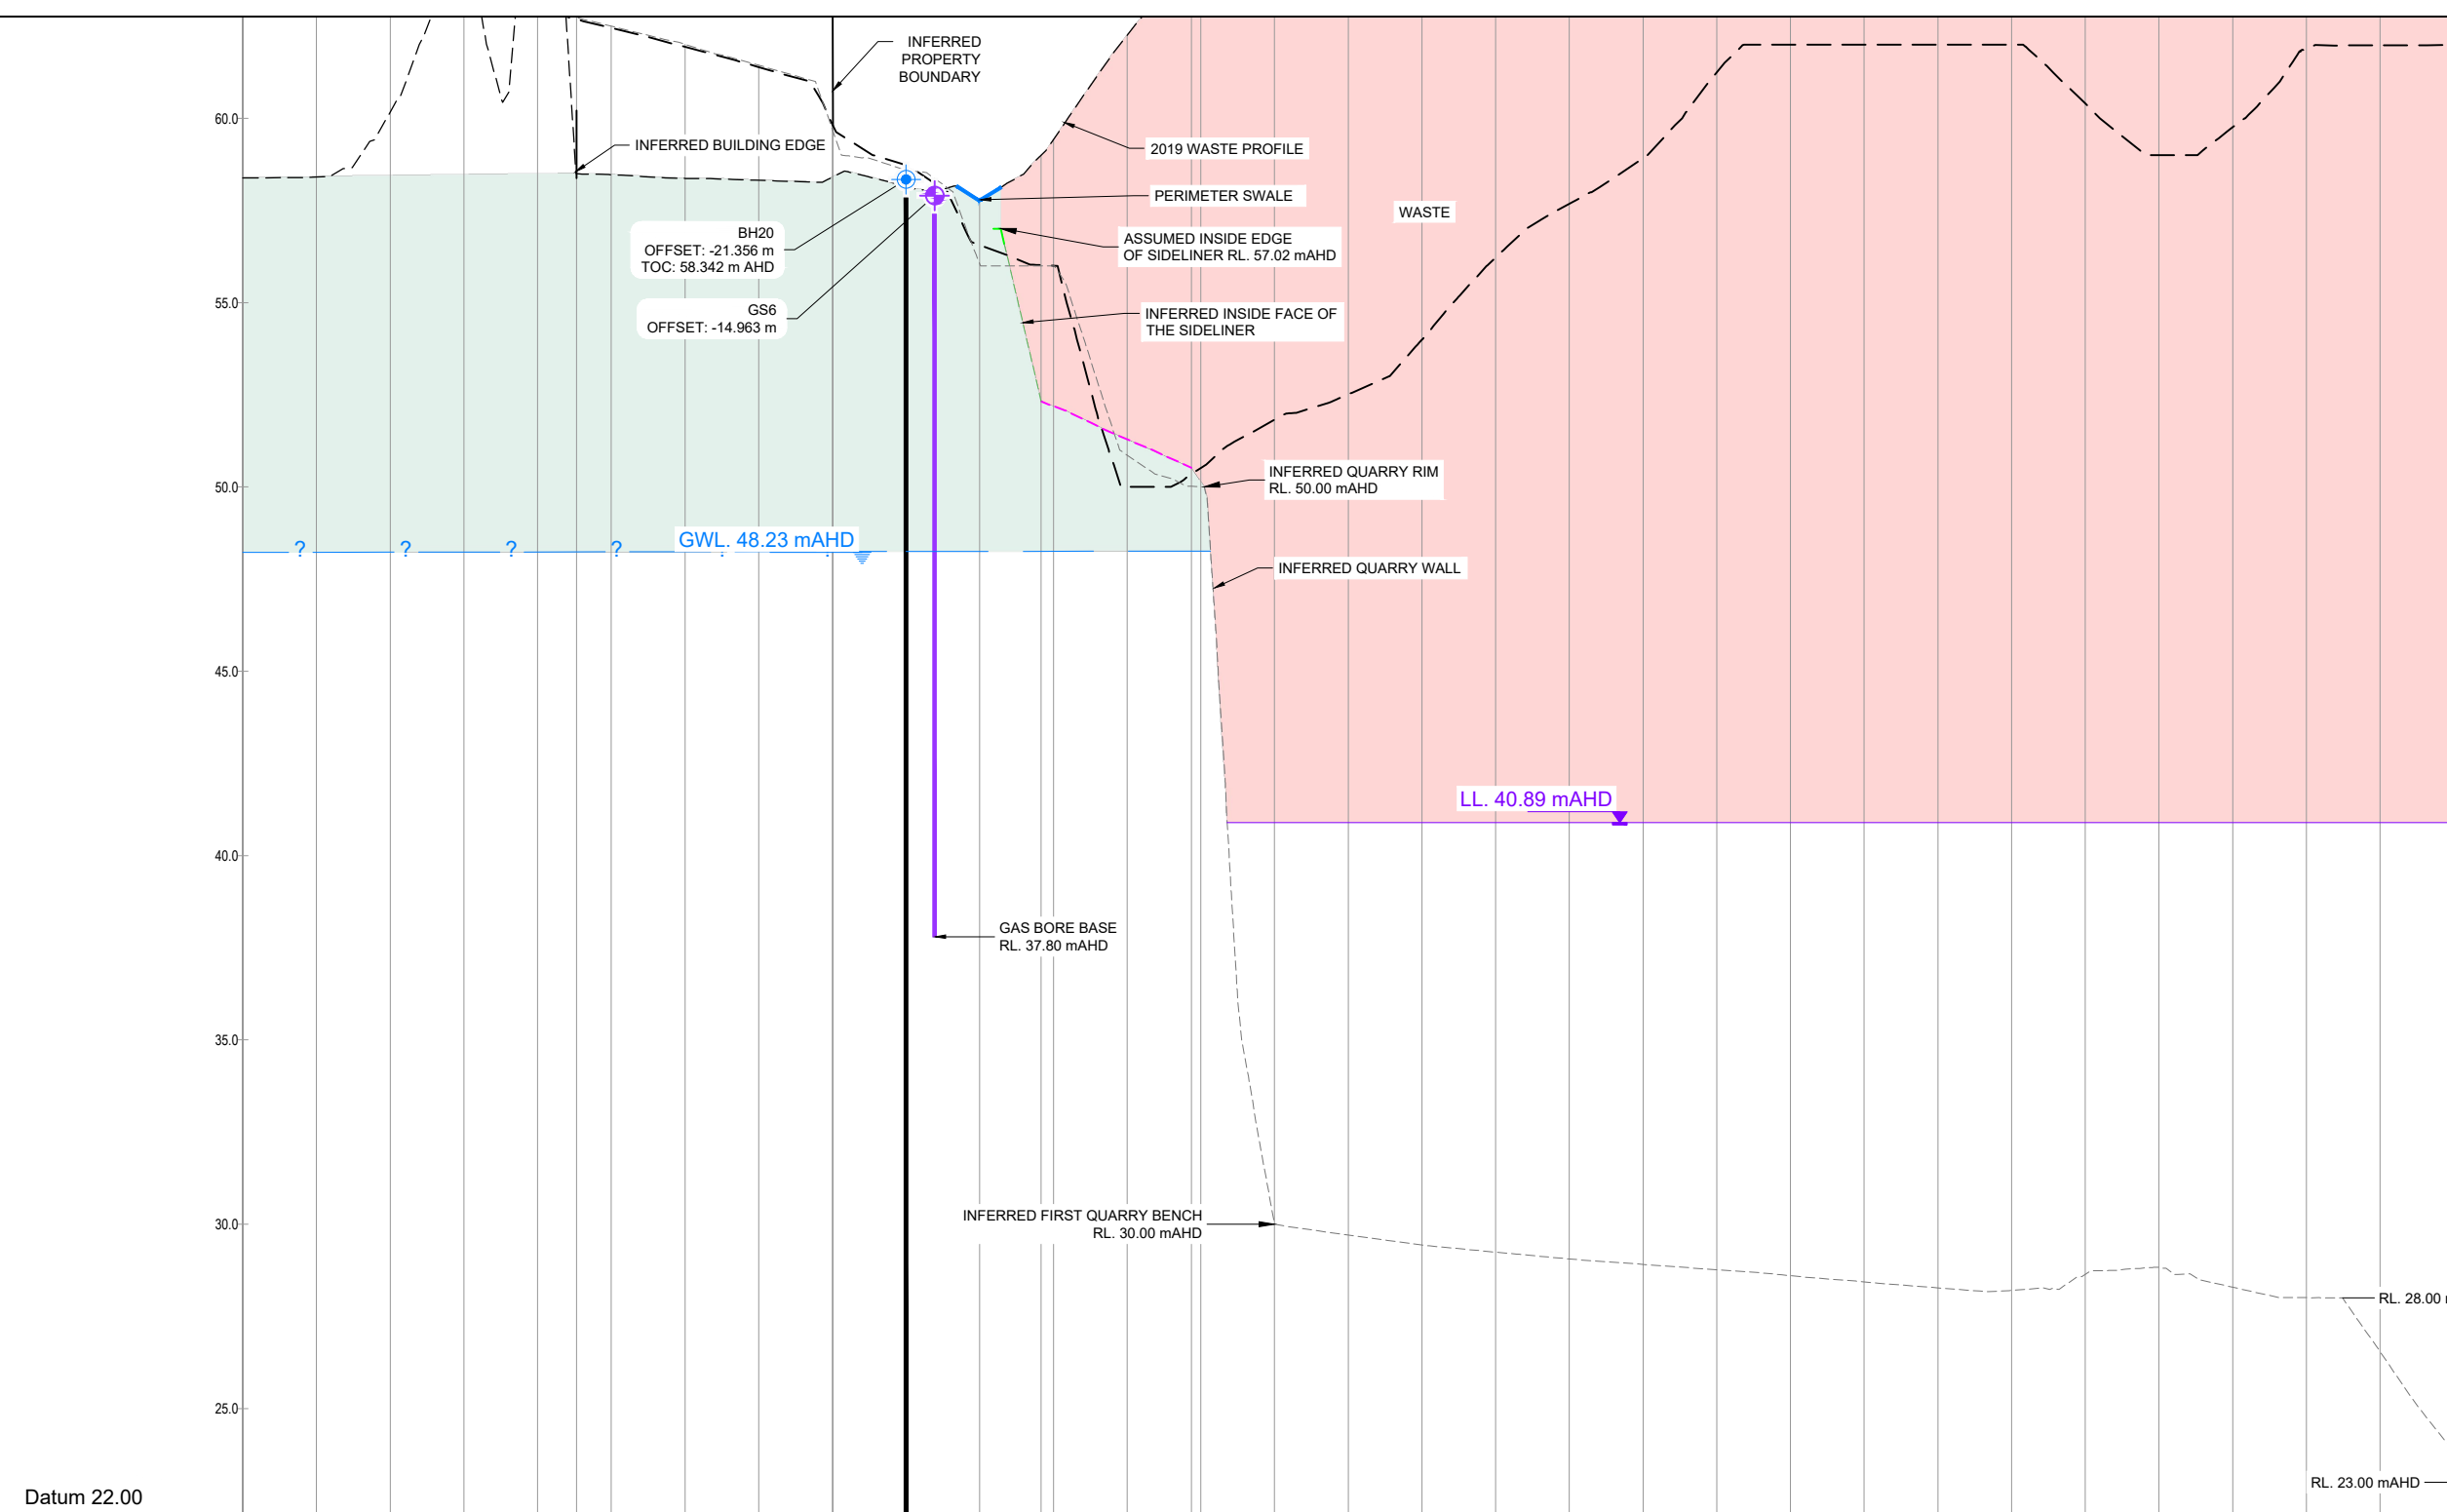 INFERRED
PROPERTY
BOUNDARY
60.0
INFERRED BUILDING EDGE
2019 WASTE PROFILE
PERIMETER SWALE
WASTE
BH20
OFFSET: -21.356 m
TOC: 58.342 m AHD
ASSUMED INSIDE EDGE
OF SIDELINER RL. 57.02 mAHD
55.0
GS6
OFFSET: -14.963 m
INFERRED INSIDE FACE OF
THE SIDELINER
50.0
INFERRED QUARRY RIM
RL. 50.00 mAHD
? ? ? ? GWL. 48.23 mAHD
INFERRED QUARRY WALL
45.0
LL. 40.89 mAHD
40.0
GAS BORE BASE
RL. 37.80 mAHD
35.0
30.0
INFERRED FIRST QUARRY BENCH
RL. 30.00 mAHD
RL. 28.00
25.0
RL. 23.00 mAHD
Datum 22.00